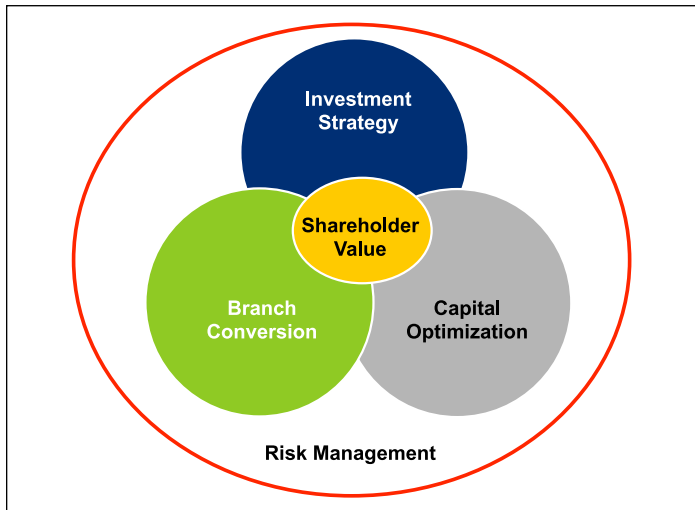 Investment
Strategy
Shareholder
Value
Branch
Conversion
Capital
Optimization
Risk Management